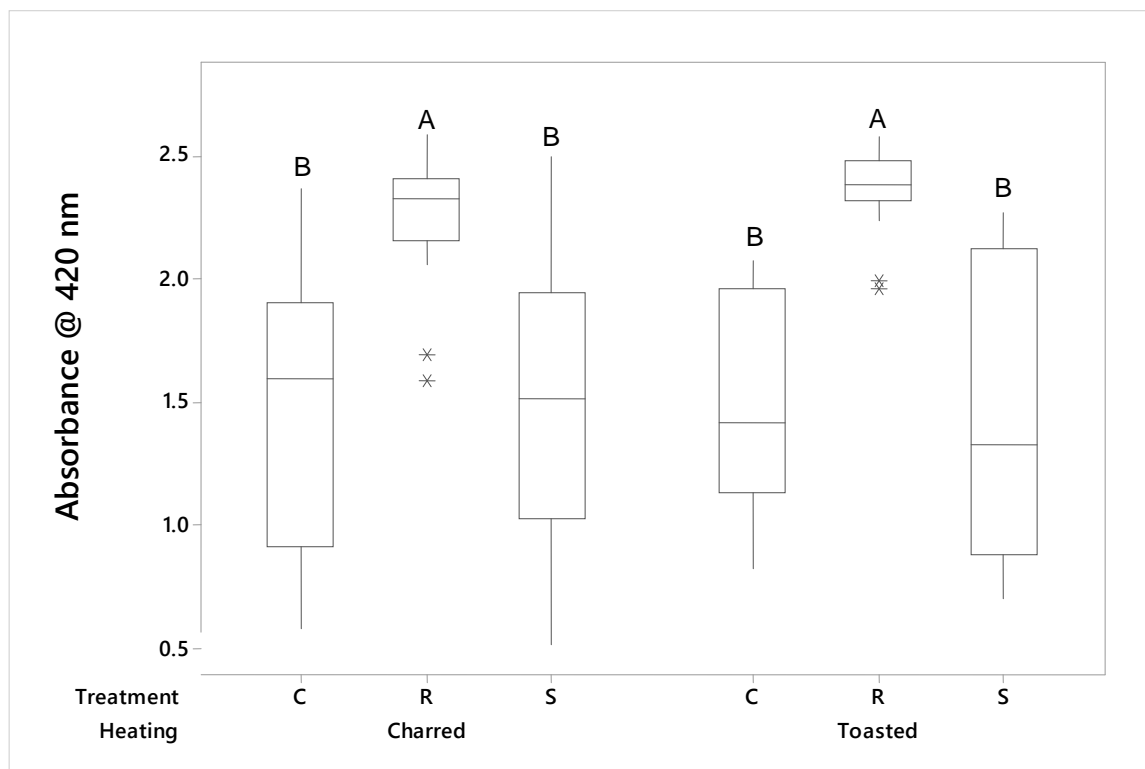 A
A
B
B
B
B
2.5
2.0
1.5
1.0
0.5
Absorbance @ 420 nm
Treatment C R S C R S
Heating Charred Toasted